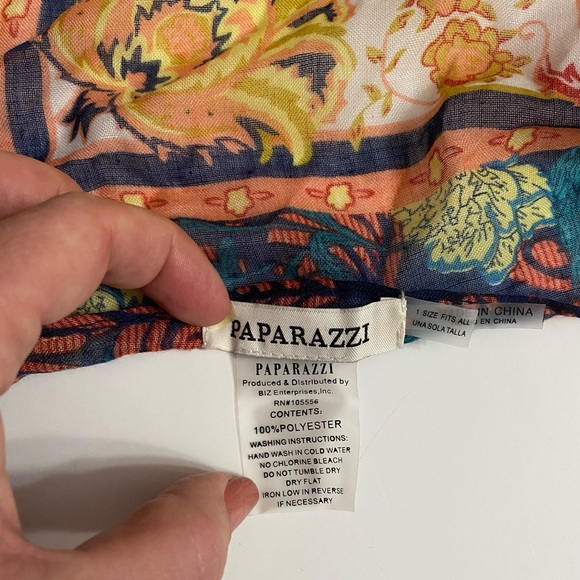 PAPARAZZI
PAPARAZZI
Produced & Distributed by
BIZ Enterprises,Inc.
RN#105556
CONTENTS:
100%POLYESTER
WASHING INSTRUCTIONS:
HAND WASH IN COLD WATER
NO CHLORINE BLEACH
DO NOT TUMBLE DRY
DRY FLAT
IRON LOW IN REVERSE
IF NECESSARY
1 SIZE FITS ALL
UNA SOLA TALLA
IN CHINA
EN CHINA